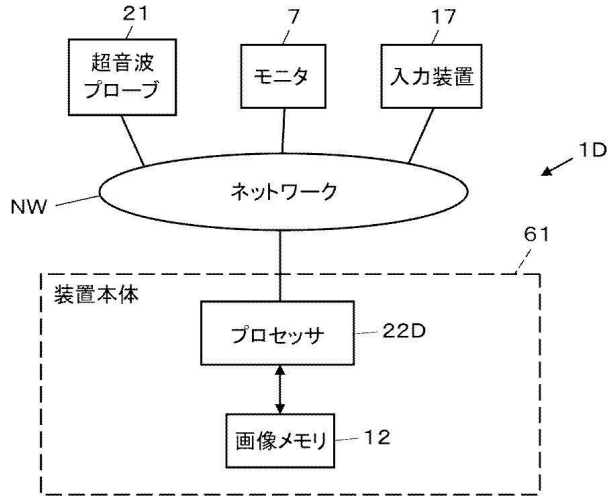 21
7
17
超音波
プローブ
モニタ
入力装置
1D
ネットワーク
NW
61
装置本体
プロセッサ
22D
画像メモリ
12